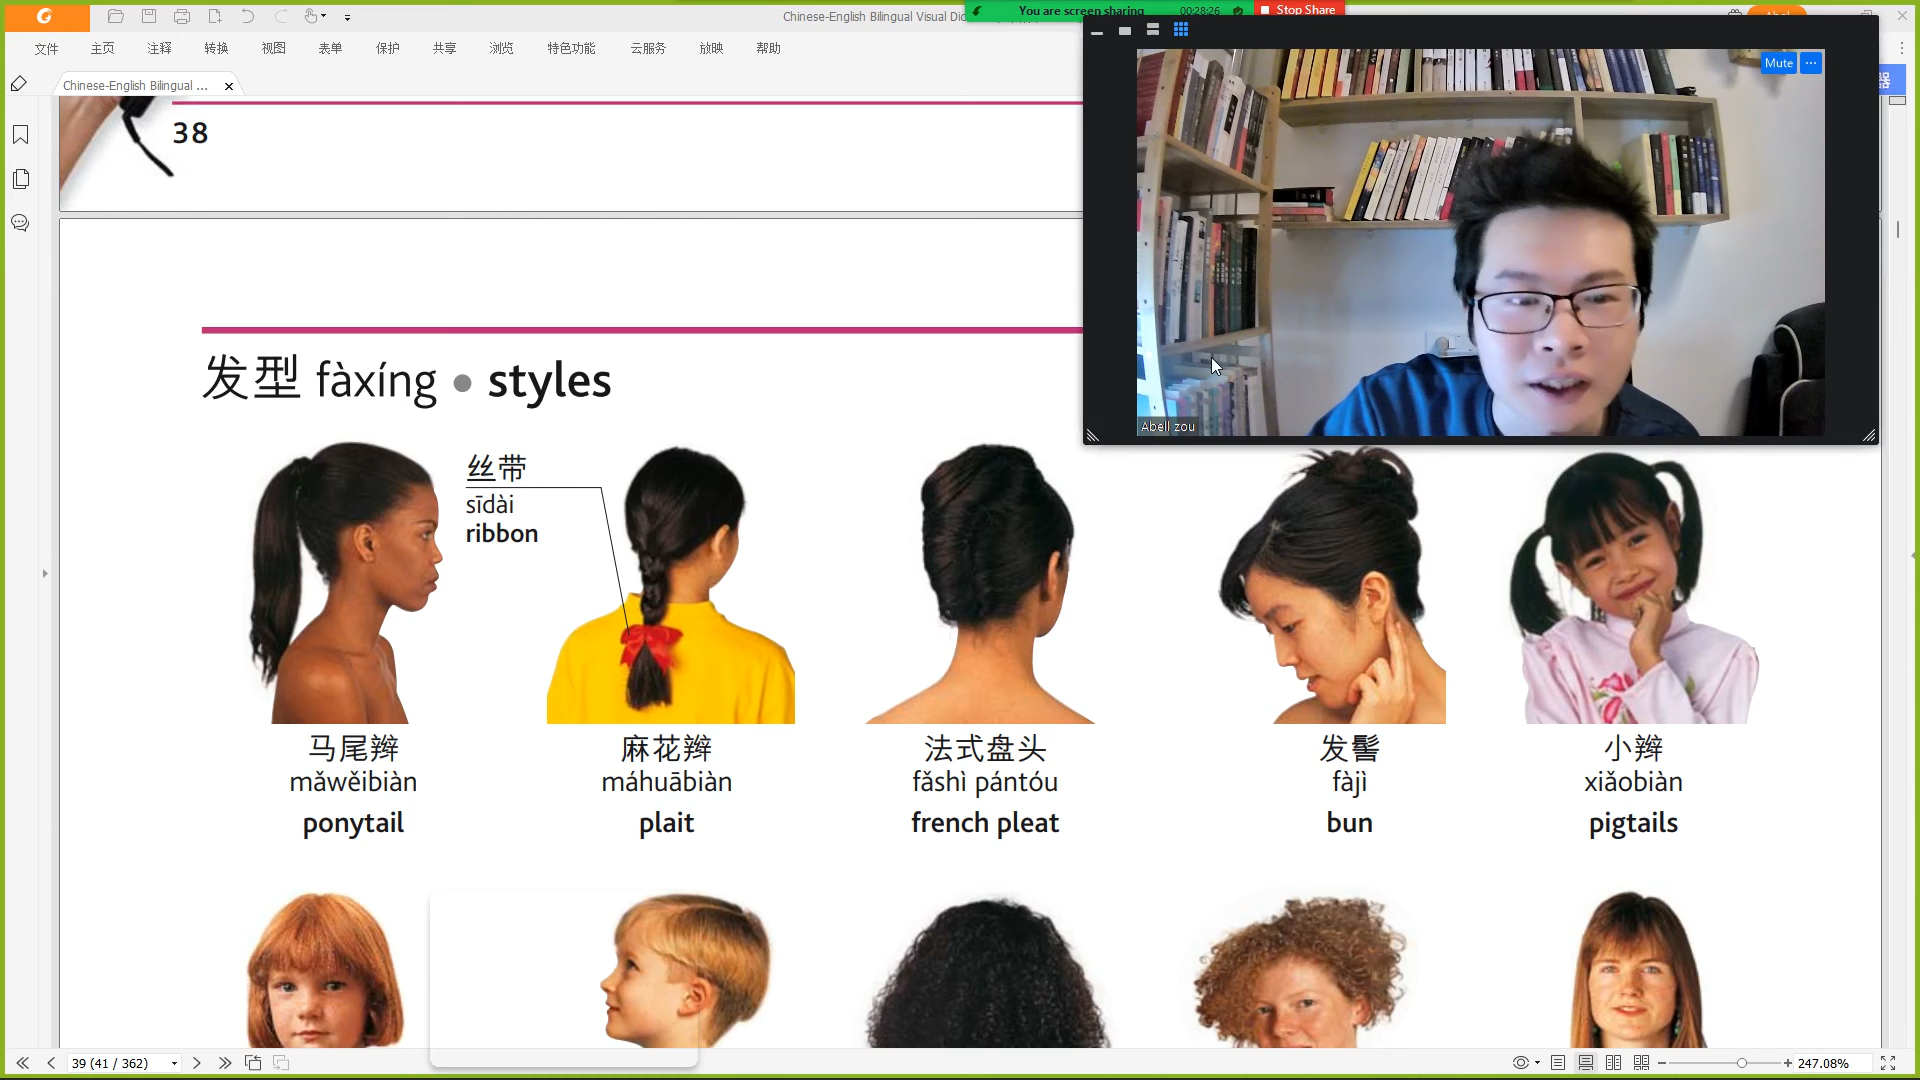 Chinese-English Bilingual Visual Dic
You are screen sharing
00:28:26
Stop Share
文件 主页 注释 转换 视图 表单 保护 共享 浏览 特色功能 云服务 放映 帮助
Chinese-English Bilingual ...
Mute
器
38
Abell zou
发型 fàxíng • styles
丝带
sīdài
ribbon
马尾辫
mǎwěibiàn
ponytail
麻花辫
máhuābiàn
plait
法式盘头
fǎshì pántóu
french pleat
发髻
fàjì
bun
小辫
xiǎobiàn
pigtails
39 (41 / 362)
247.08%